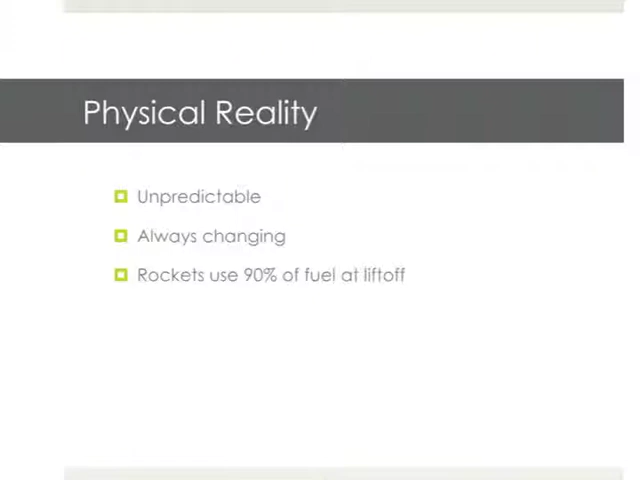 Physical Reality
Unpredictable
Always changing
Rockets use 90% of fuel at liftoff